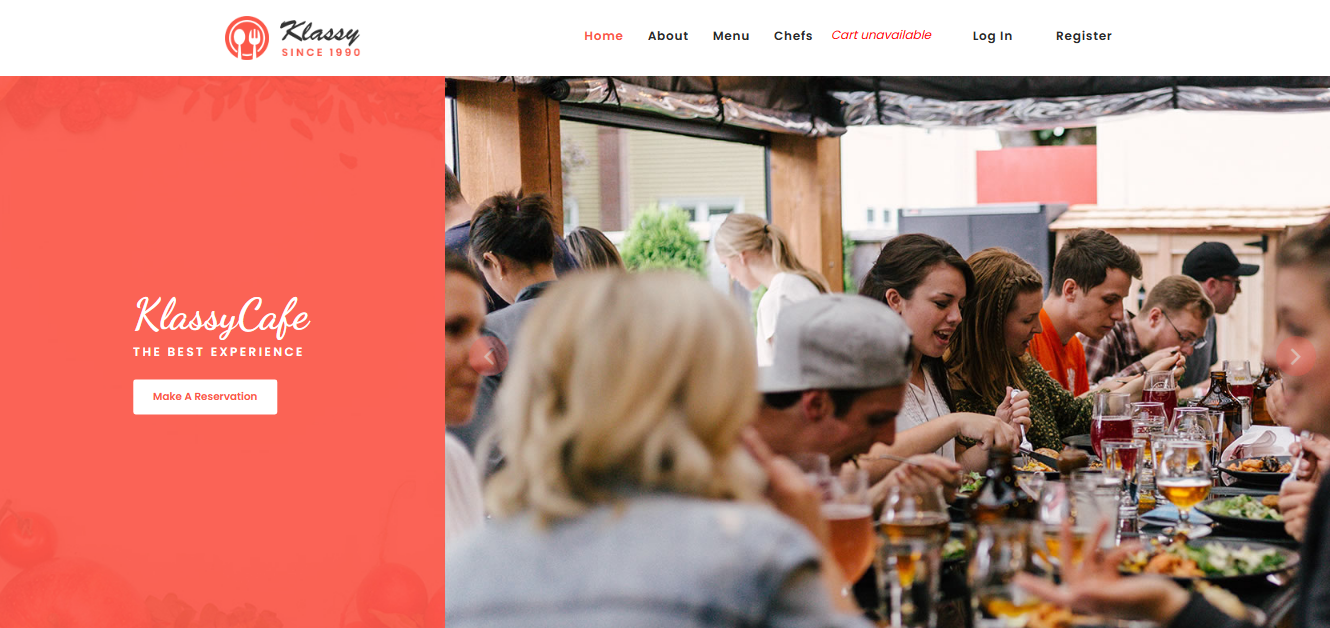 Klassy
SINCE 1990
Home About Menu Chefs Cart unavailable Log In Register
KlassyCafe
THE BEST EXPERIENCE
Make A Reservation